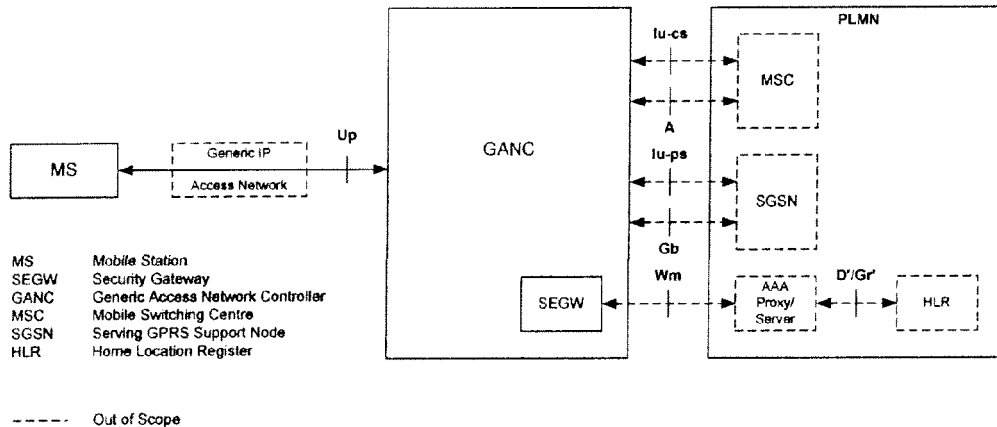 PLMN
Iu-cs
MSC
A
Up
Generic IP
Access Network
MS
GANC
Iu-ps
SGSN
Gb
Wm
D'/Gr'
SEGW
AAA
Proxy/
Server
HLR
MS Mobile Station
SEGW Security Gateway
GANC Generic Access Network Controller
MSC Mobile Switching Centre
SGSN Serving GPRS Support Node
HLR Home Location Register
Out of Scope